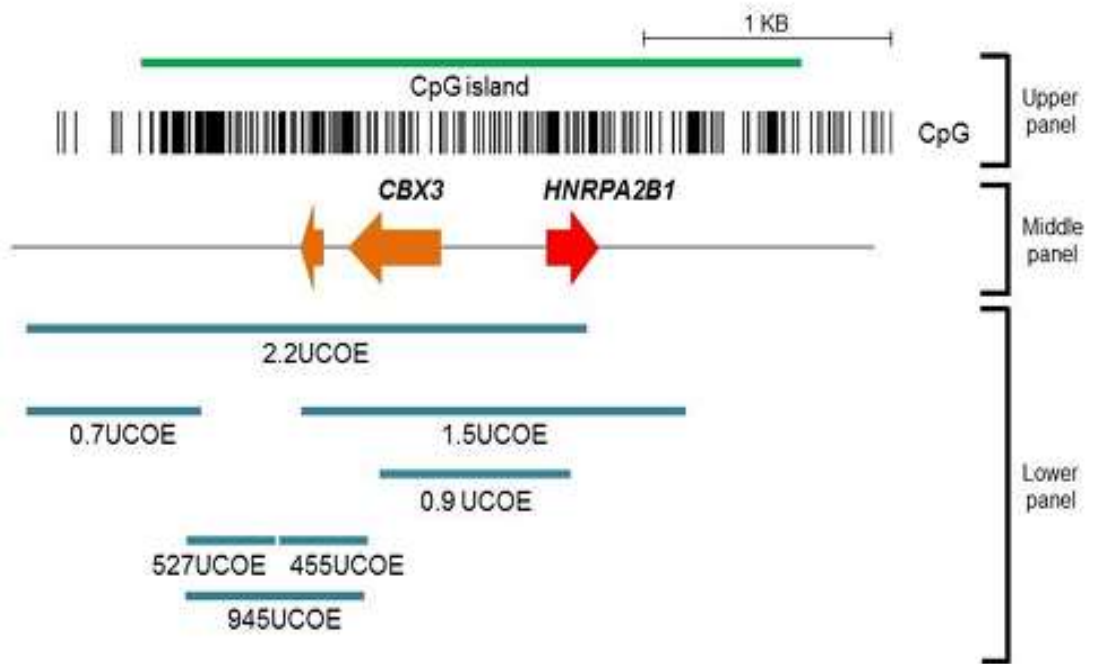 1 KB
CpG island
Upper
panel
CpG
CBX3 HNRPA2B1
Middle
panel
2.2UCOE
0.7UCOE 1.5UCOE
0.9 UCOE
Lower
panel
527UCOE 455UCOE
945UCOE